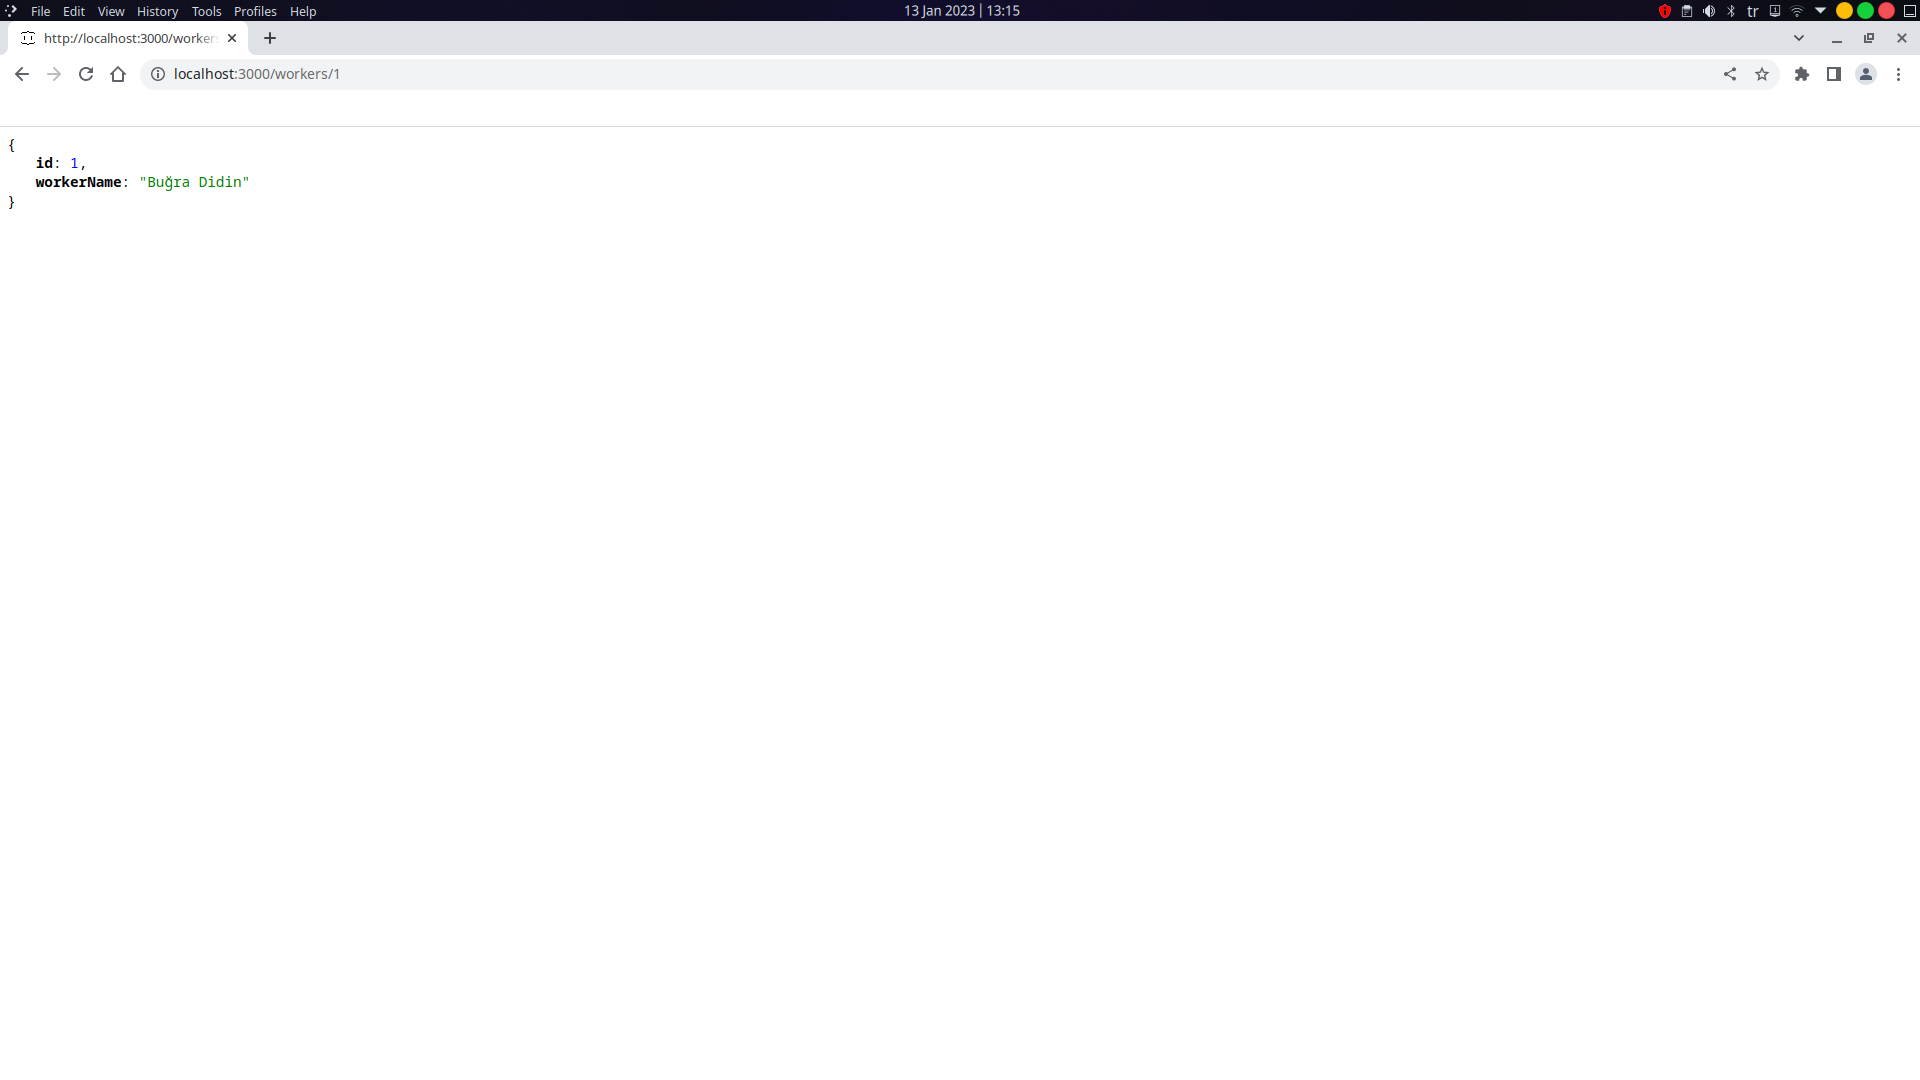 File Edit View History Tools Profiles Help
13 Jan 2023 | 13:15
tr
http://localhost:3000/worker
localhost:3000/workers/1
{
id: 1,
workerName: "Buğra Didin"
}